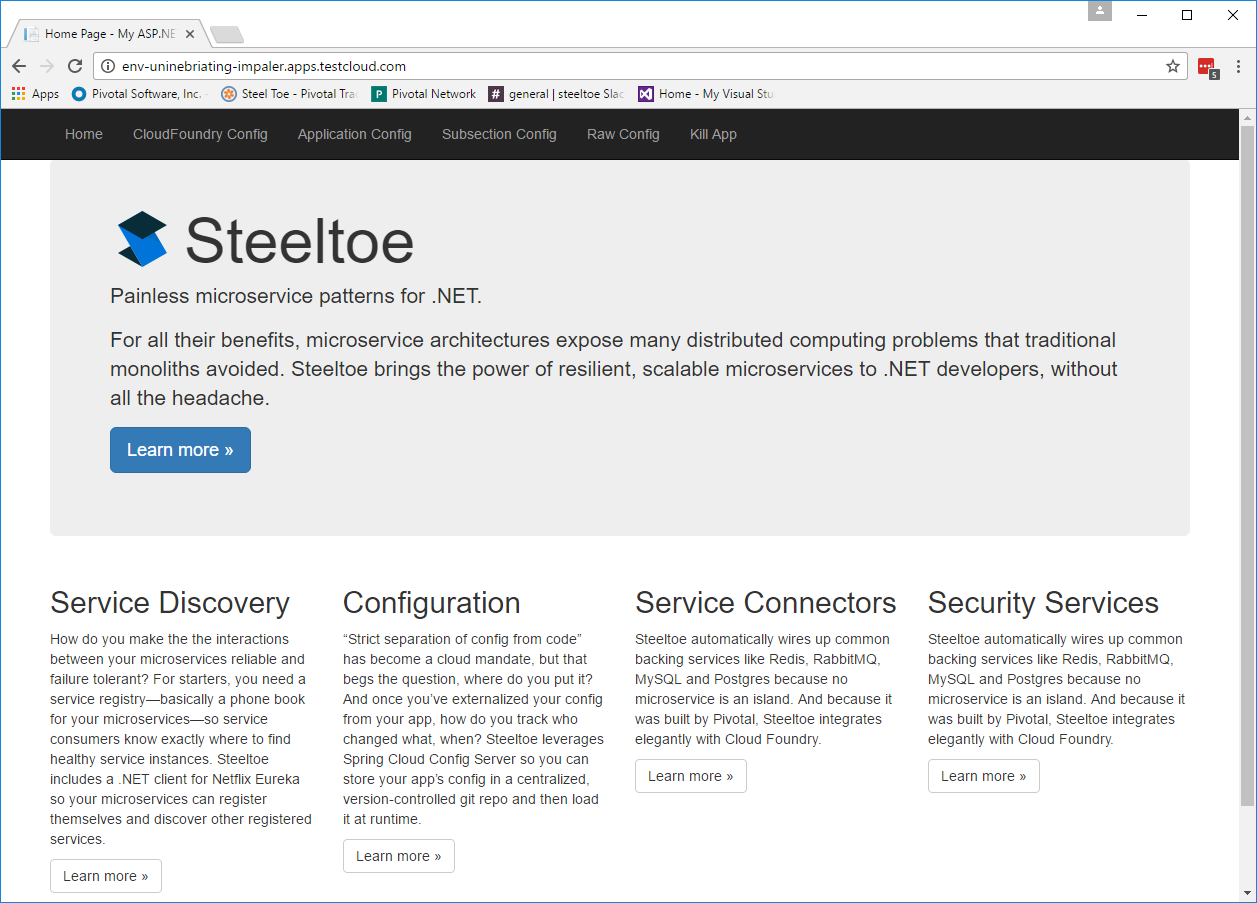 Home Page - My ASP.NE
env-uninebriating-impaler.apps.testcloud.com
5
Apps Pivotal Software, Inc. Steel Toe - Pivotal Tra P Pivotal Network # general | steeltoe Slac Home - My Visual Stu
Home CloudFoundry Config Application Config Subsection Config Raw Config Kill App
Steeltoe
Painless microservice patterns for .NET.
For all their benefits, microservice architectures expose many distributed computing problems that traditional
monoliths avoided. Steeltoe brings the power of resilient, scalable microservices to .NET developers, without
all the headache.
Learn more »
Service Discovery
How do you make the the interactions
between your microservices reliable and
failure tolerant? For starters, you need a
service registry—basically a phone book
for your microservices—so service
consumers know exactly where to find
healthy service instances. Steeltoe
includes a .NET client for Netflix Eureka
so your microservices can register
themselves and discover other registered
services.
Learn more »
Configuration
“Strict separation of config from code”
has become a cloud mandate, but that
begs the question, where do you put it?
And once you’ve externalized your config
from your app, how do you track who
changed what, when? Steeltoe leverages
Spring Cloud Config Server so you can
store your app’s config in a centralized,
version-controlled git repo and then load
it at runtime.
Learn more »
Service Connectors
Steeltoe automatically wires up common
backing services like Redis, RabbitMQ,
MySQL and Postgres because no
microservice is an island. And because it
was built by Pivotal, Steeltoe integrates
elegantly with Cloud Foundry.
Learn more »
Security Services
Steeltoe automatically wires up common
backing services like Redis, RabbitMQ,
MySQL and Postgres because no
microservice is an island. And because it
was built by Pivotal, Steeltoe integrates
elegantly with Cloud Foundry.
Learn more »